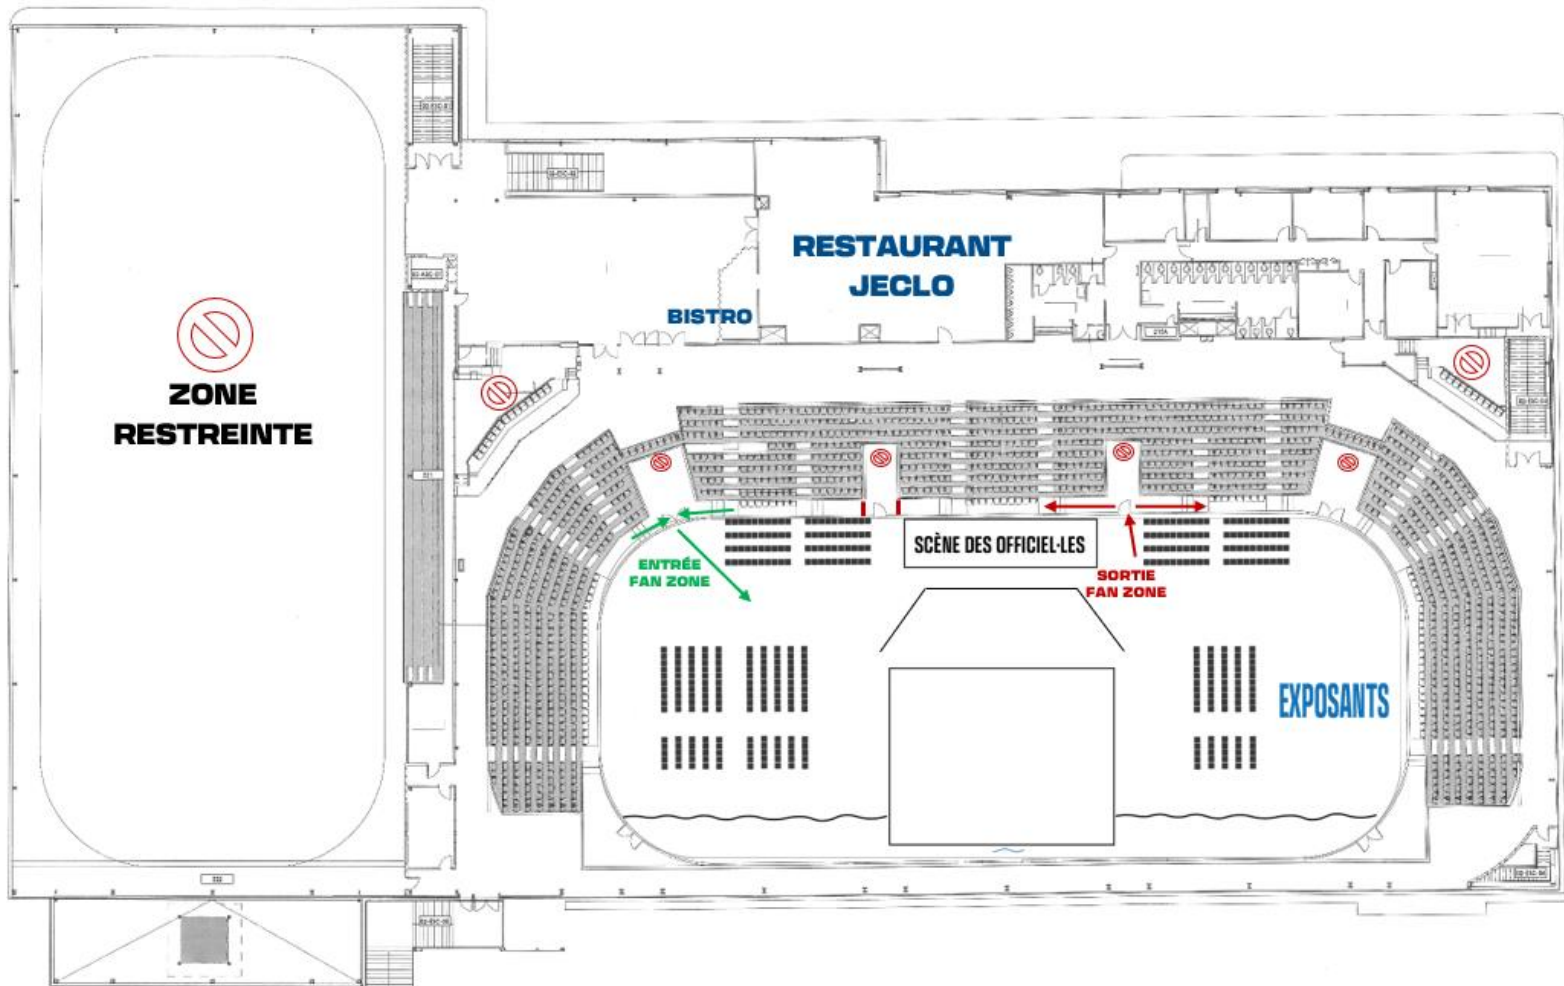 RESTAURANT
JECLO
BISTRO
ZONE
RESTREINTE
SCÈNE DES OFFICIEL·LES
ENTRÉE
FAN ZONE
SORTIE
FAN ZONE
EXPOSANTS